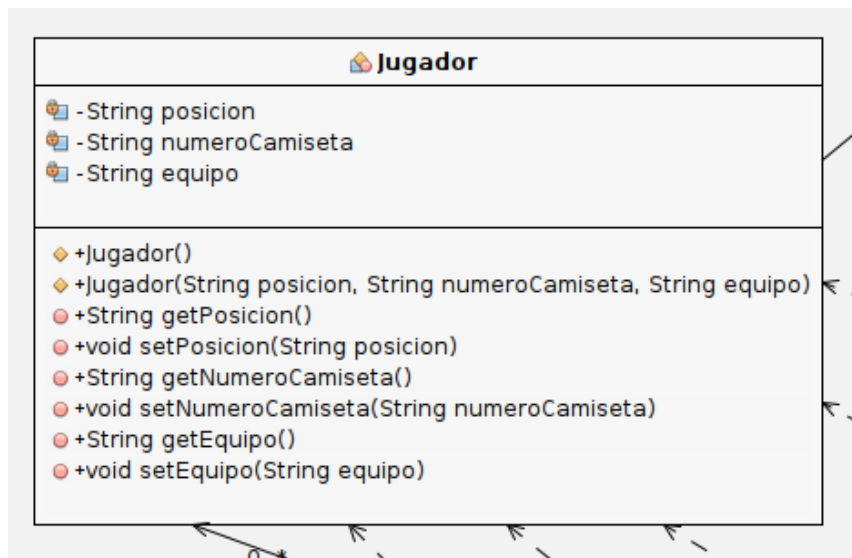 Jugador
-String posicion
-String numeroCamiseta
-String equipo
+Jugador()
+Jugador(String posicion, String numeroCamiseta, String equipo)
+String getPosicion()
+void setPosicion(String posicion)
+String getNumeroCamiseta()
+void setNumeroCamiseta(String numeroCamiseta)
+String getEquipo()
+void setEquipo(String equipo)